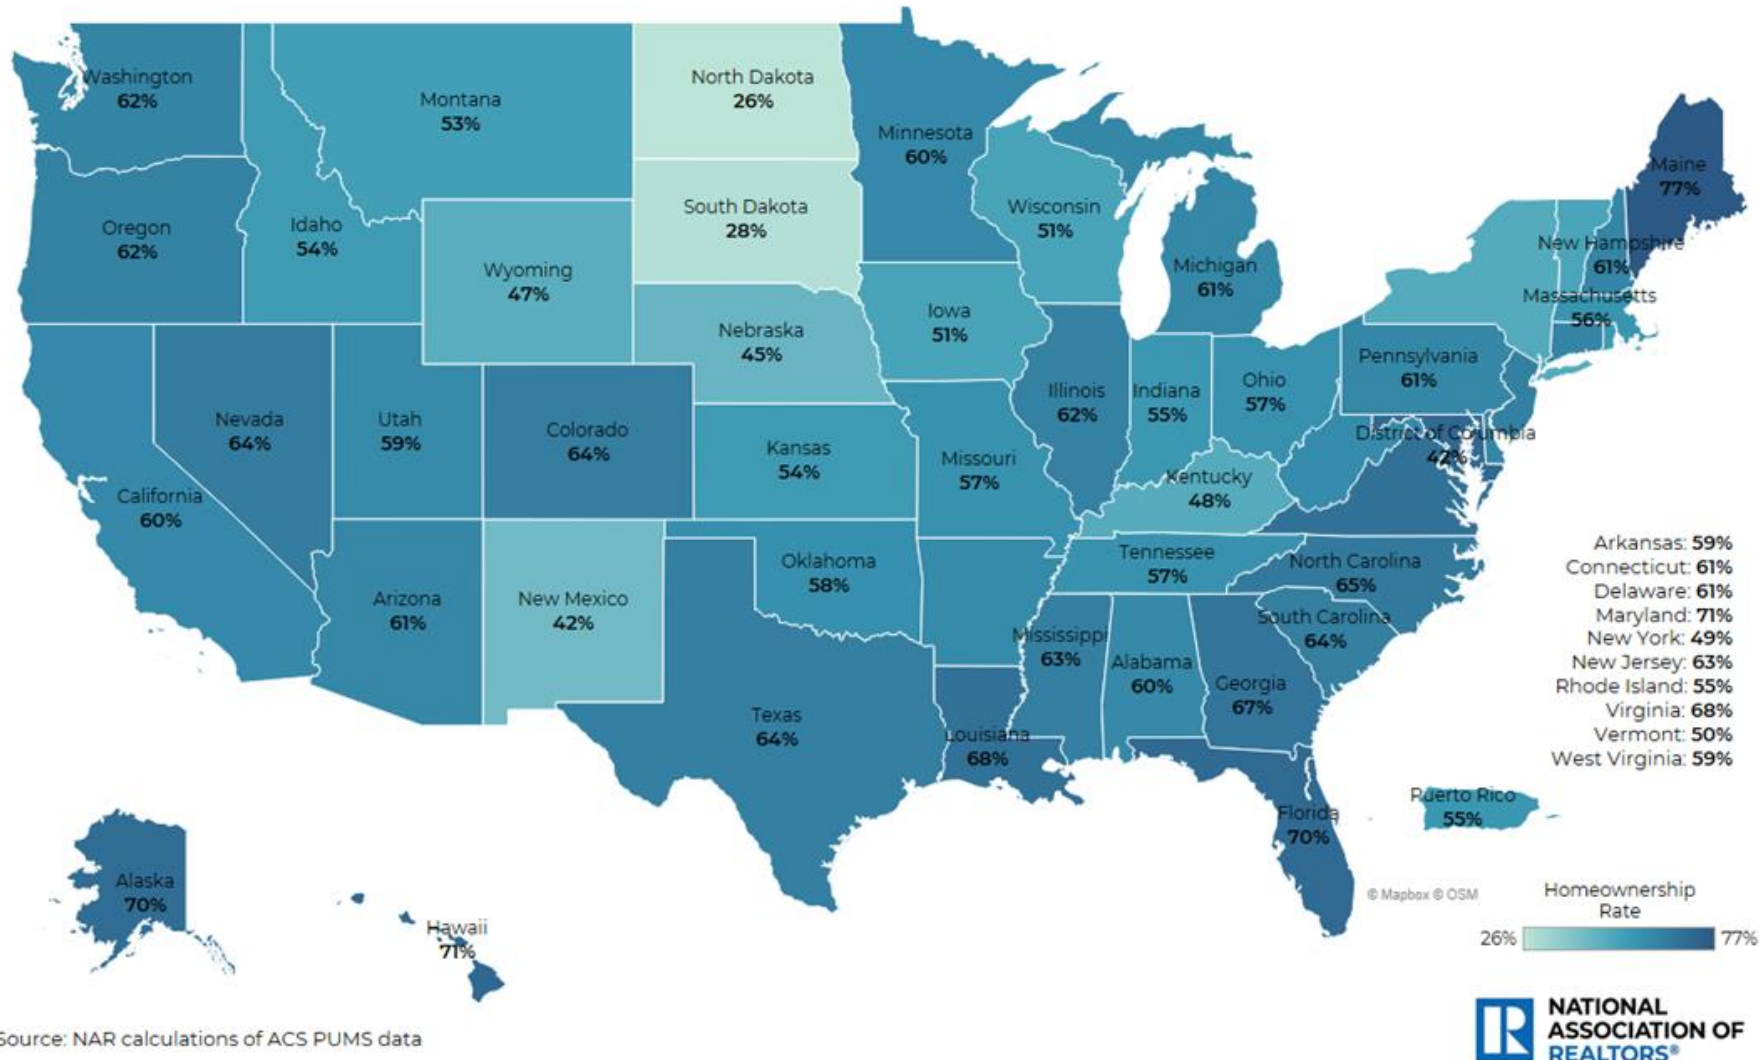 Washington
62%
Montana
53%
North Dakota
26%
Minnesota
60%
Maine
77%
Oregon
62%
Idaho
54%
South Dakota
28%
Wisconsin
51%
Wyoming
47%
Michigan
61%
New Hampshire
61%
Massachusetts
56%
Iowa
51%
Nebraska
45%
Pennsylvania
61%
Nevada
64%
Utah
59%
Colorado
64%
Illinois
62%
Indiana
55%
Ohio
57%
District of Columbia
42%
Kansas
54%
Missouri
57%
Kentucky
48%
California
60%
Oklahoma
58%
Tennessee
57%
North Carolina
65%
Arizona
61%
New Mexico
42%
Mississippi
63%
Alabama
60%
Georgia
67%
South Carolina
64%
Texas
64%
Louisiana
68%
Florida
70%
Arkansas: 59%
Connecticut: 61%
Delaware: 61%
Maryland: 71%
New York: 49%
New Jersey: 63%
Rhode Island: 55%
Virginia: 68%
Vermont: 50%
West Virginia: 59%
Puerto Rico
55%
Alaska
70%
Hawaii
71%
© Mapbox © OSM
Homeownership
Rate
26% 77%
Source: NAR calculations of ACS PUMS data
R
NATIONAL
ASSOCIATION OF
REALTORS®